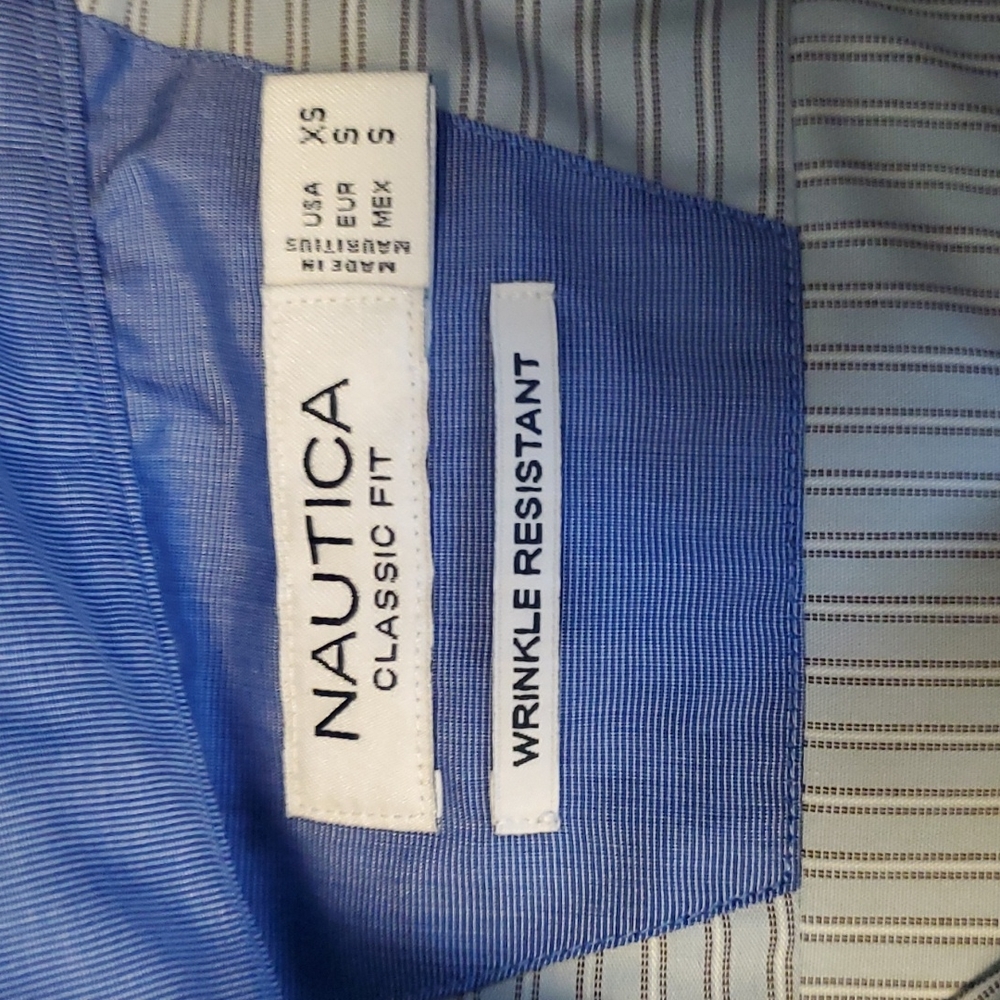 NAUTICA
CLASSIC FIT
USA XS
EUR S
MEX S
MADE IN
MAURITIUS
WRINKLE RESISTANT